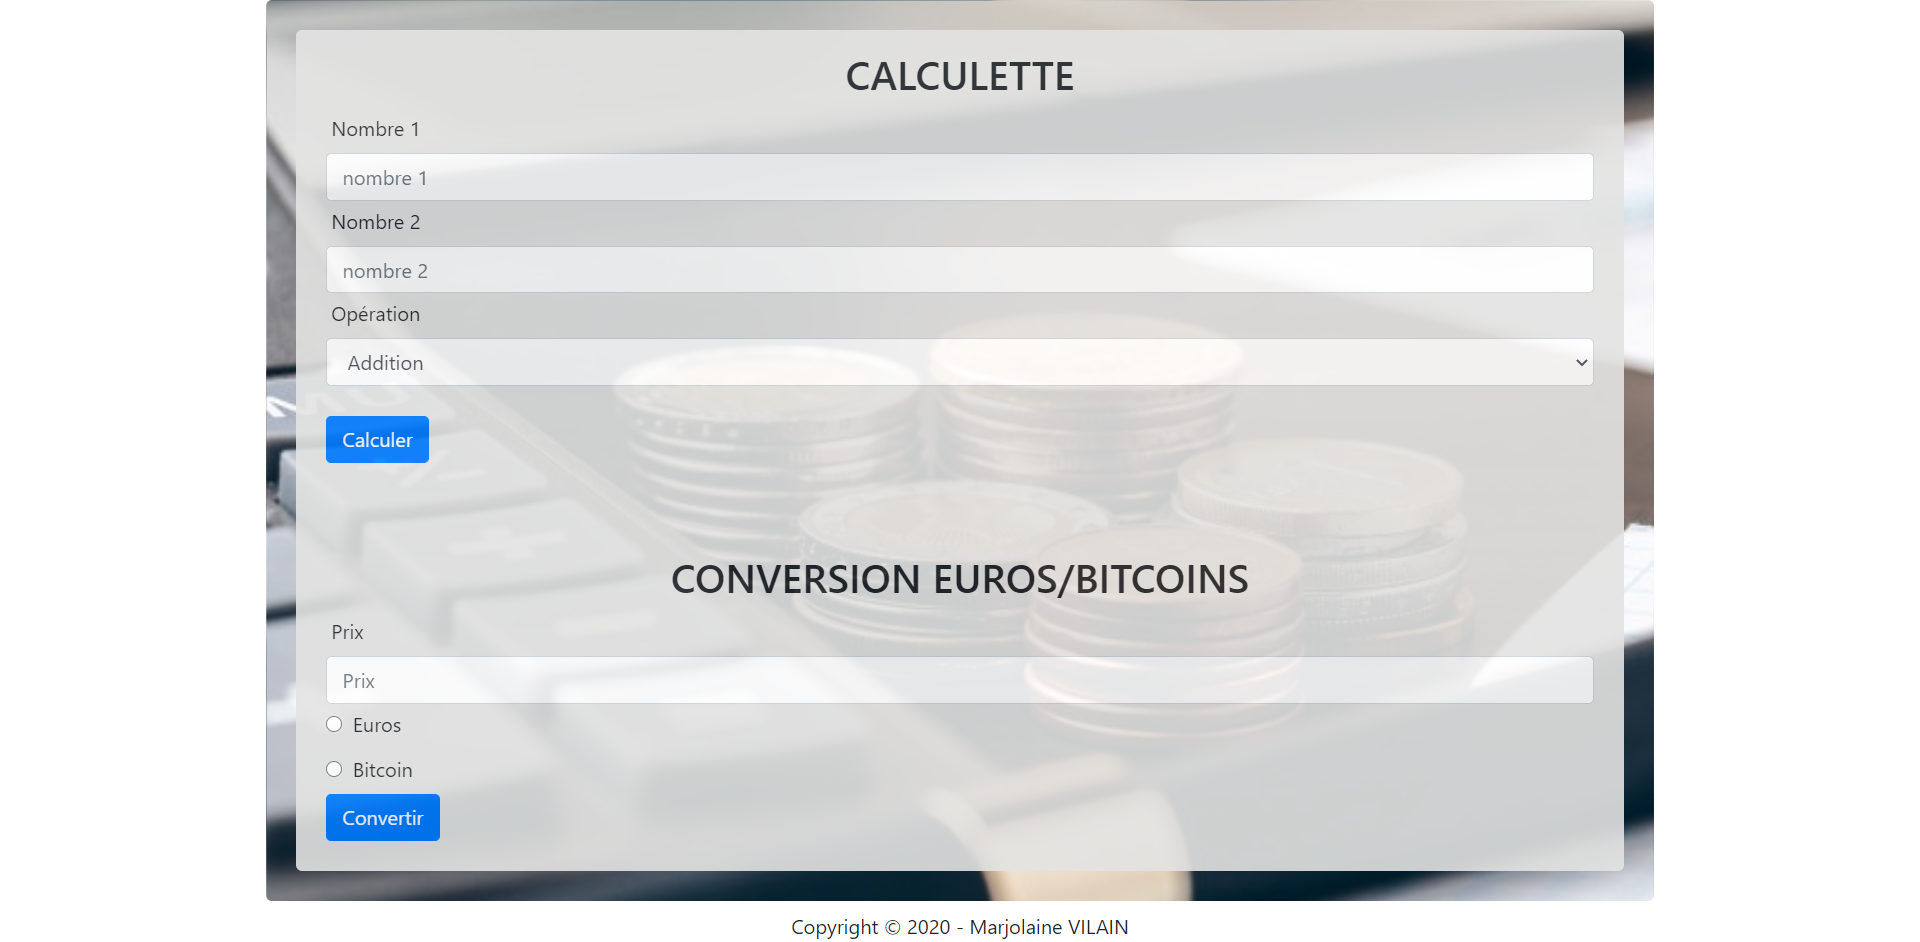 CALCULETTE
Nombre 1
nombre 1
Nombre 2
nombre 2
Opération
Addition
Calculer
CONVERSION EUROS/BITCOINS
Prix
Prix
Euros
Bitcoin
Convertir
Copyright © 2020 - Marjolaine VILAIN